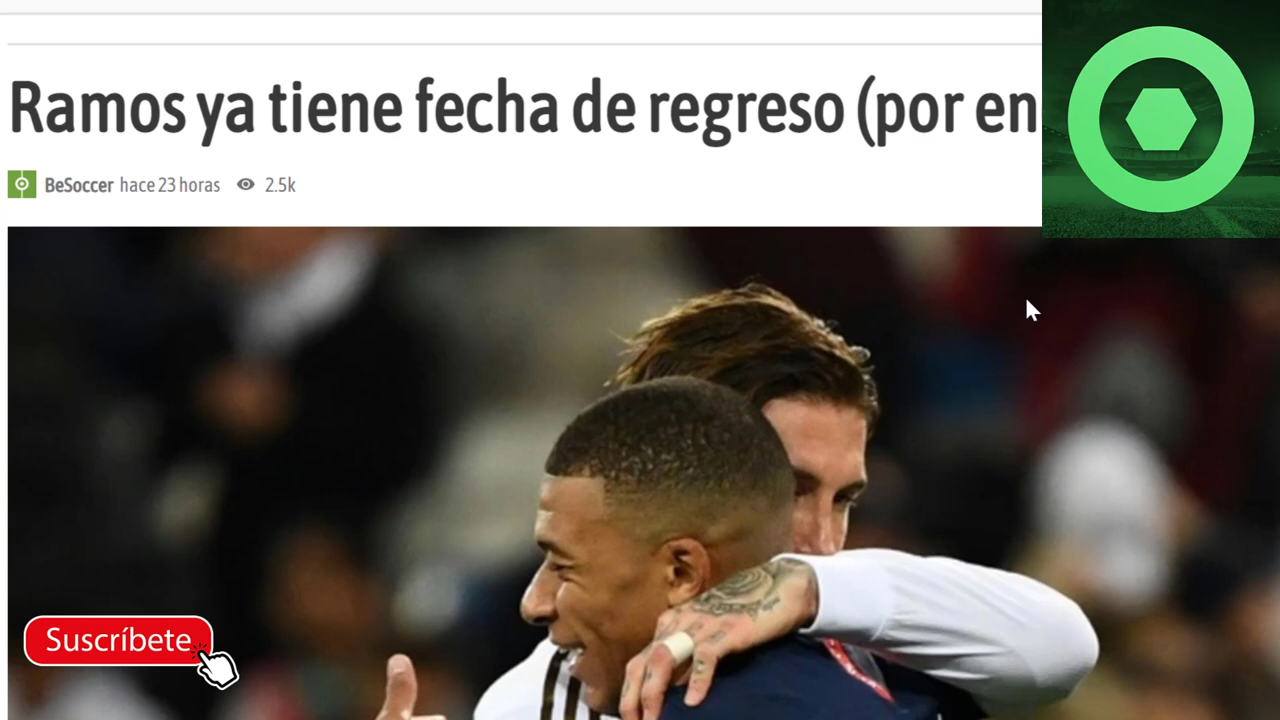 Ramos ya tiene fecha de regreso (por en
BeSoccer hace 23 horas 2.5k
Suscríbete